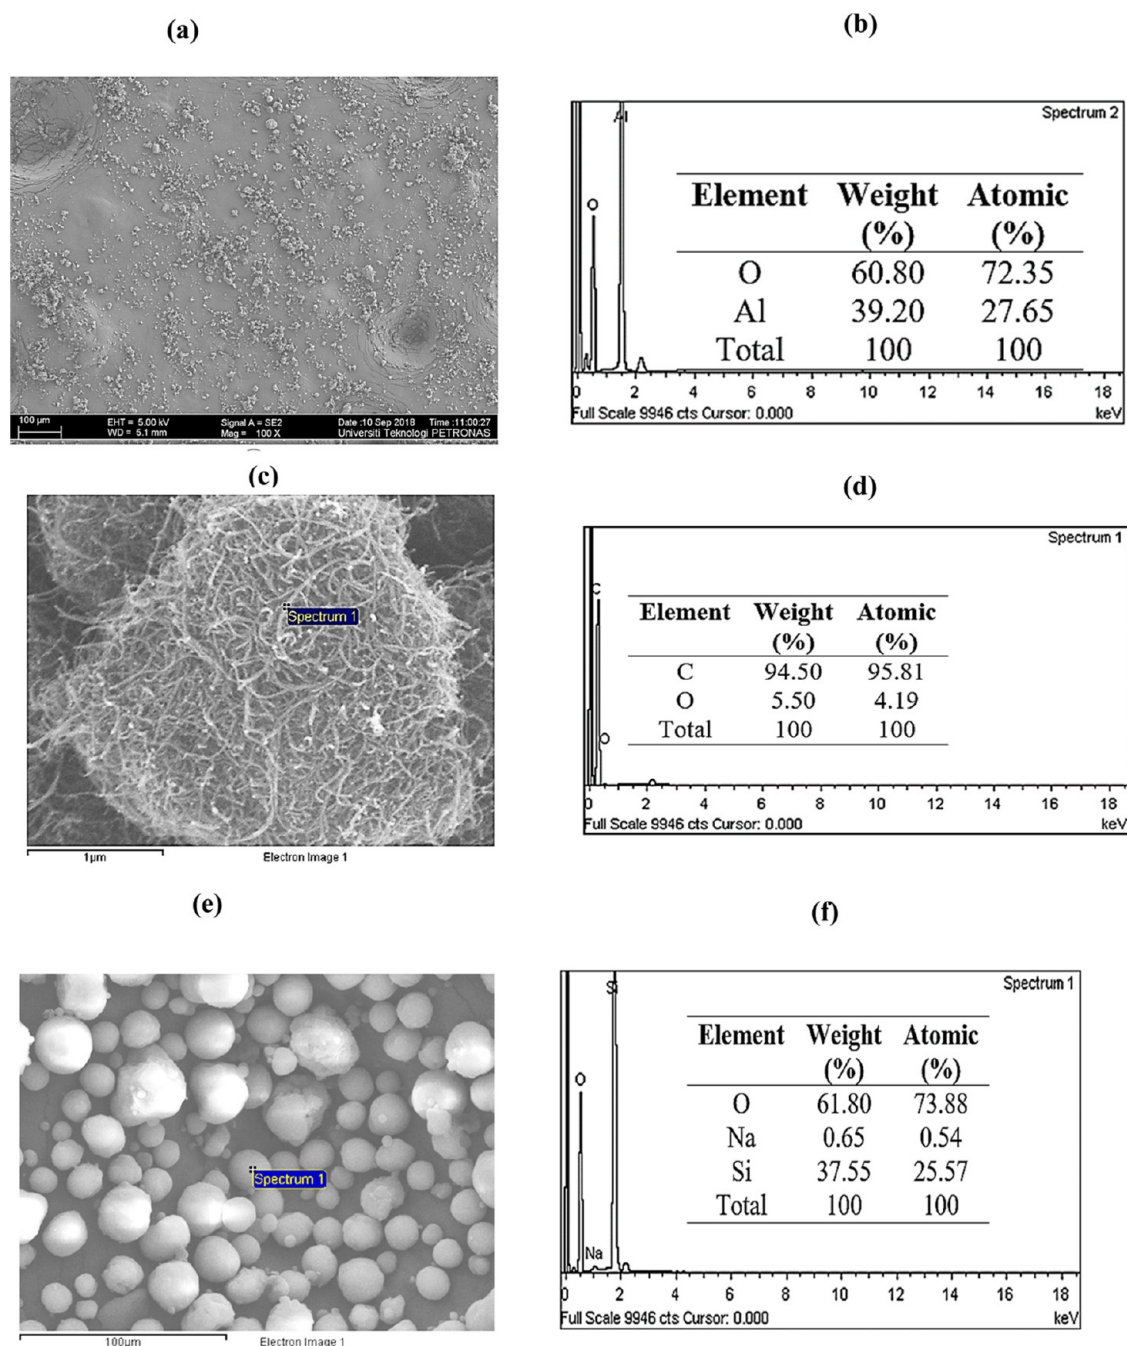 (a)
(b)
100 µm
EHT = 5.00 kV
WD = 5.1 mm
Signal A = SE2
Mag = 100 X
Date :10 Sep 2018
Time :11:00:27
Universiti Teknologi PETRONAS
Spectrum 2
Al
O
Element Weight Atomic
(%) (%)
O 60.80 72.35
Al 39.20 27.65
Total 100 100
0 2 4 6 8 10 12 14 16 18
Full Scale 9946 cts Cursor: 0.000
keV
(c)
(d)
Spectrum 1
1µm
Electron Image 1
Spectrum 1
C
O
Element Weight Atomic
(%) (%)
C 94.50 95.81
O 5.50 4.19
Total 100 100
0 2 4 6 8 10 12 14 16 18
Full Scale 9946 cts Cursor: 0.000
keV
(e)
(f)
Spectrum 1
100µm
Electron Image 1
Spectrum 1
Si
O
Na
Element Weight Atomic
(%) (%)
O 61.80 73.88
Na 0.65 0.54
Si 37.55 25.57
Total 100 100
0 2 4 6 8 10 12 14 16 18
Full Scale 9946 cts Cursor: 0.000
keV